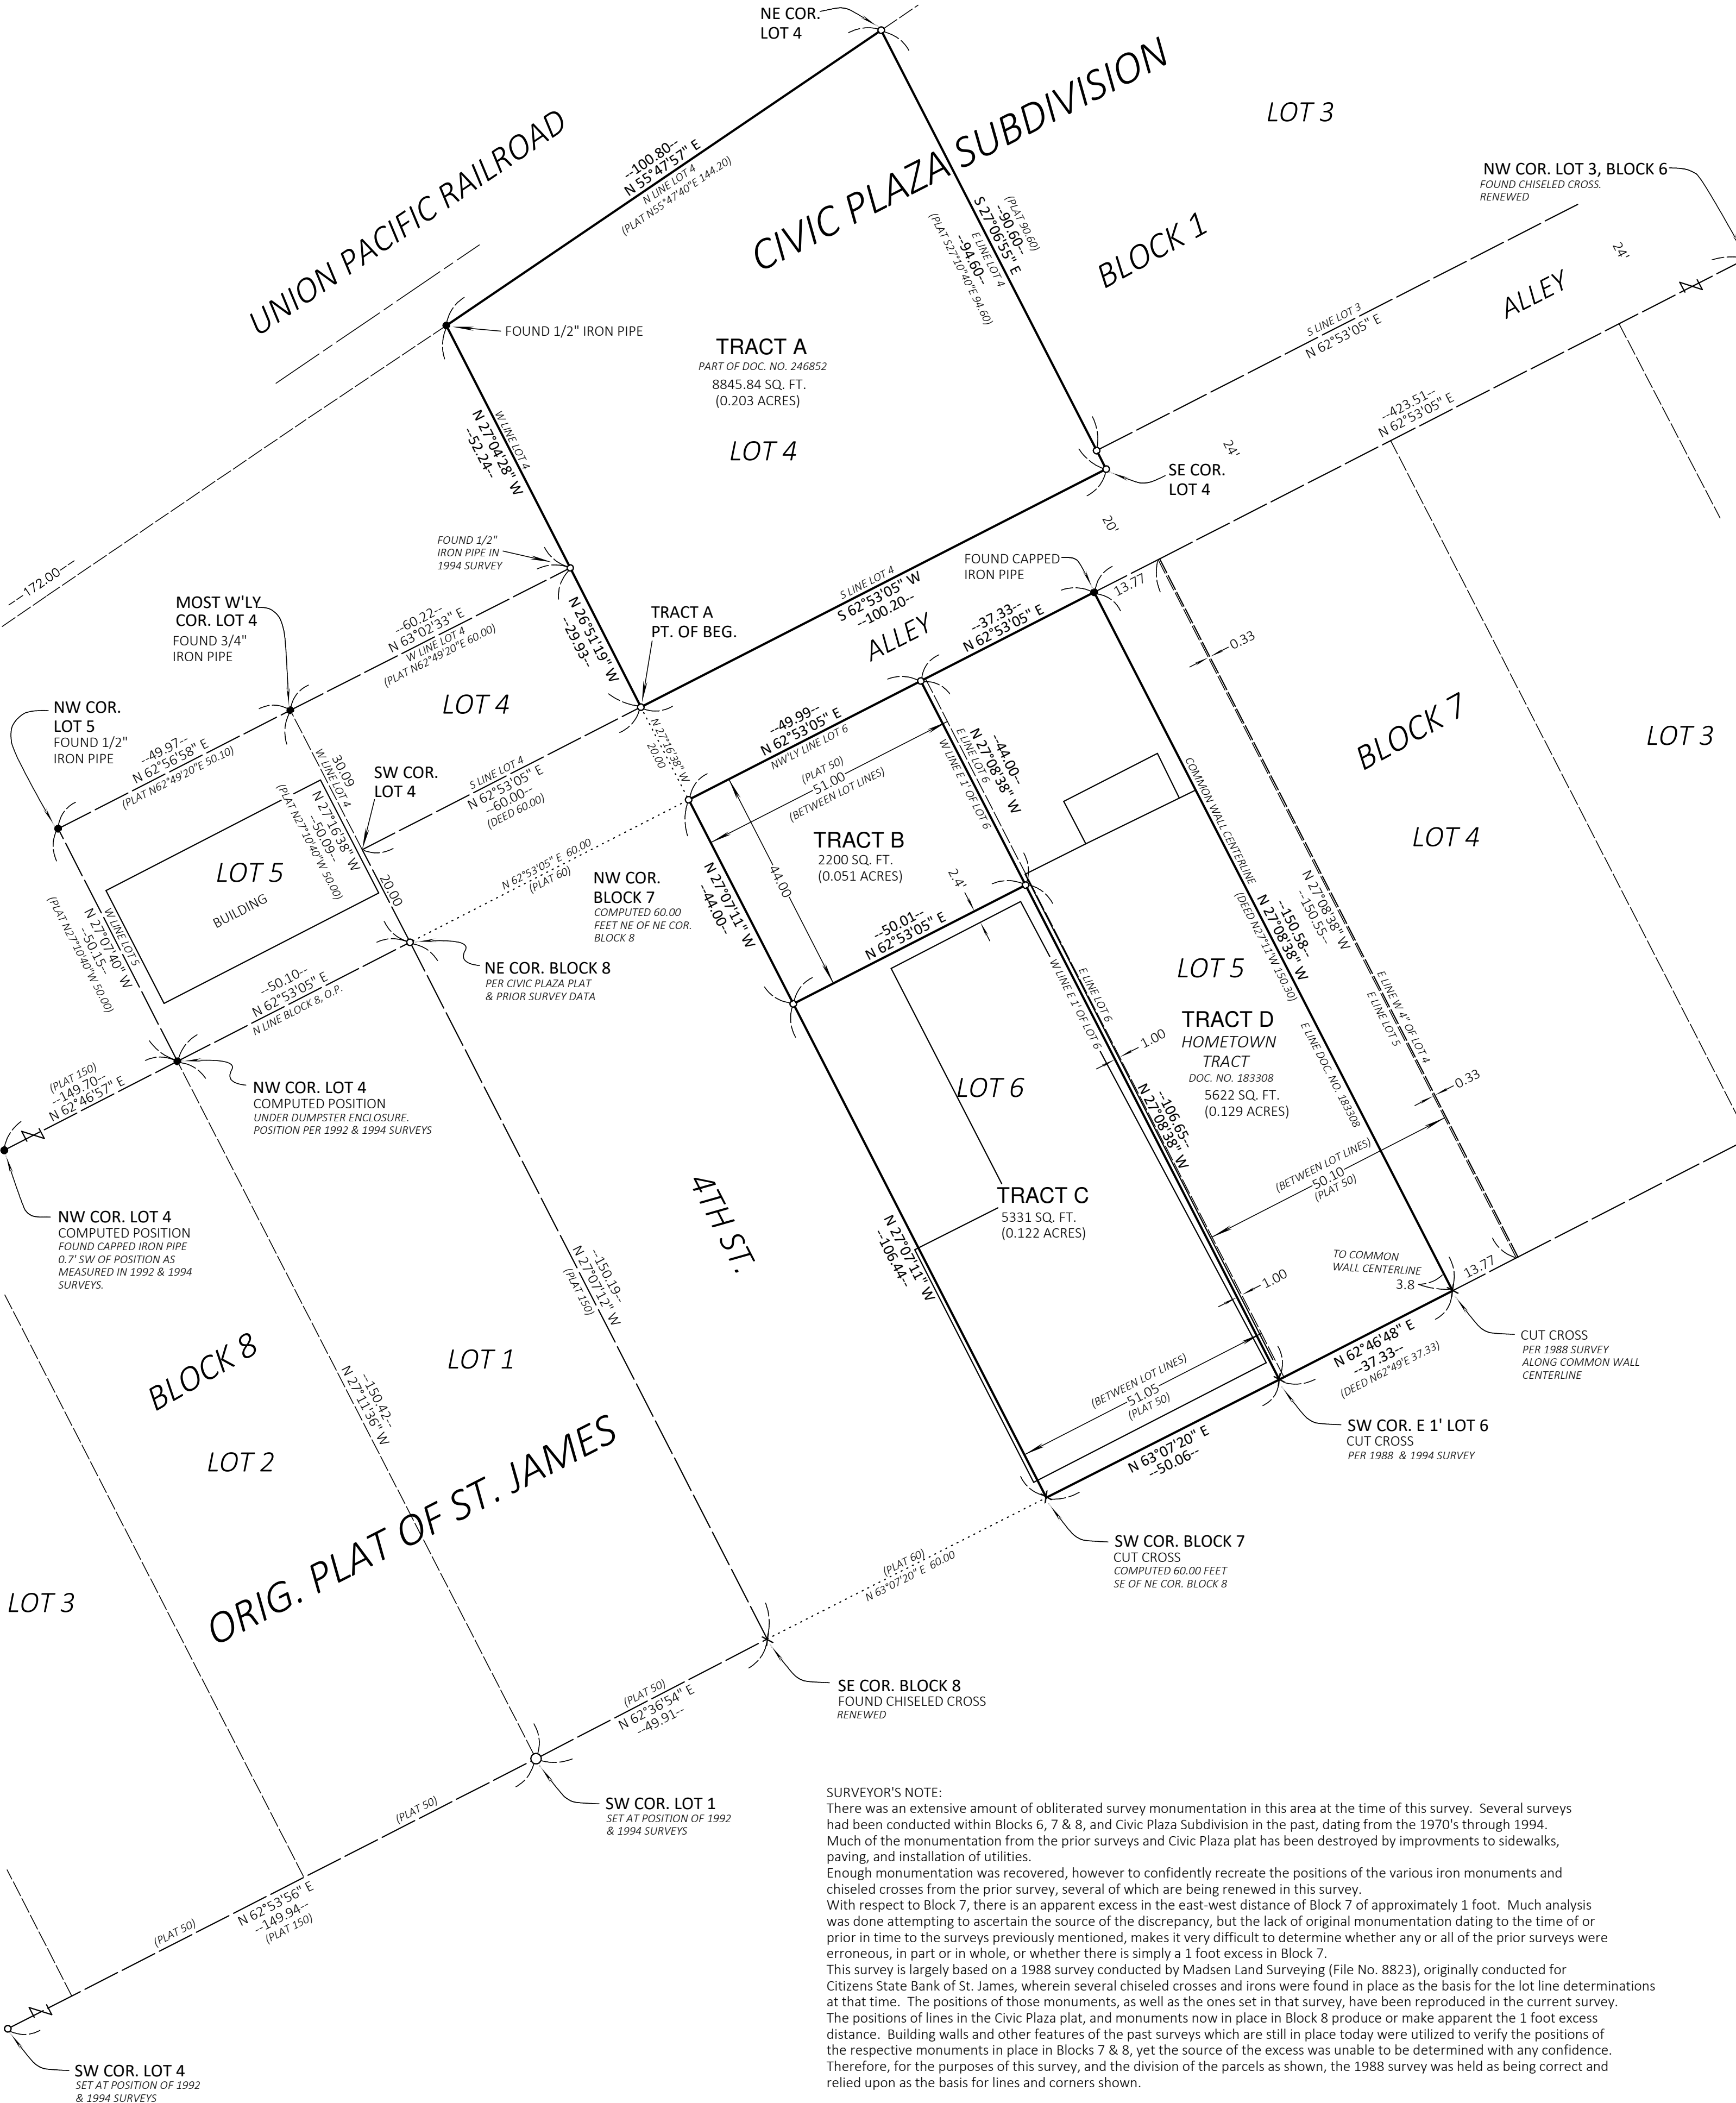 NE COR.
LOT 4
UNION PACIFIC RAILROAD
CIVIC PLAZA SUBDIVISION
LOT 3
BLOCK 1
NW COR. LOT 3, BLOCK 6
FOUND CHISELED CROSS.
RENEWED
--100.80--
N 55°47'57" E
N LINE LOT 4
(PLAT N55°47'40"E 144.20)
(PLAT 90.60)
--90.60--
S 27°06'55" E
E LINE LOT 4
--94.60--
(PLAT S27°10'40"E 94.60)
24'
ALLEY
S LINE LOT 3
N 62°53'05" E
--423.51--
N 62°53'05" E
24'
FOUND 1/2" IRON PIPE
TRACT A
PART OF DOC. NO. 246852
8845.84 SQ. FT.
(0.203 ACRES)
LOT 4
W LINE LOT 4
N 27°04'28" W
--52.24--
SE COR.
LOT 4
20'
FOUND 1/2"
IRON PIPE IN
1994 SURVEY
--172.00--
MOST W'LY
COR. LOT 4
FOUND 3/4"
IRON PIPE
--60.22--
N 63°02'33" E
W LINE LOT 4
(PLAT N62°49'20"E 60.00)
N 26°51'19" W
--29.93--
TRACT A
PT. OF BEG.
S LINE LOT 4
S 62°53'05" W
--100.20--
ALLEY
FOUND CAPPED
IRON PIPE
--37.33--
N 62°53'05" E
13.77
0.33
NW COR.
LOT 5
FOUND 1/2"
IRON PIPE
--49.97--
N 62°56'58" E
(PLAT N62°49'20"E 50.10)
LOT 4
W LINE LOT 4
30.09
N 27°16'38" W
--50.09--
(PLAT N27°10'40"W 50.00)
20.00
SW COR.
LOT 4
S LINE LOT 4
N 62°53'05" E
--60.00--
(DEED 60.00)
N 27°16'38" W
20.00
--49.99--
N 62°53'05" E
NW'LY LINE LOT 6
(PLAT 50)
51.00
(BETWEEN LOT LINES)
E LINE LOT 6
N 27°08'38" W
--44.00--
W LINE E 1' OF LOT 6
BLOCK 7
LOT 3
LOT 4
LOT 5
BUILDING
W LINE LOT 5
N 27°07'40" W
--50.15--
(PLAT N27°10'40"W 50.00)
N 62°53'05" E 60.00
(PLAT 60)
NW COR.
BLOCK 7
COMPUTED 60.00
FEET NE OF NE COR.
BLOCK 8
TRACT B
2200 SQ. FT.
(0.051 ACRES)
44.00
2.4'
N 27°07'11" W
--44.00--
--50.01--
N 62°53'05" E
COMMON WALL CENTERLINE
(DEED N27°11'W 150.30)
N 27°08'38" W
--150.58--
N 27°08'38" W
--150.55--
E LINE DOC. NO. 183308
E LINE W 4" OF LOT 4
E LINE LOT 5
--50.10--
N 62°53'05" E
N LINE BLOCK 8, O.P.
NE COR. BLOCK 8
PER CIVIC PLAZA PLAT
& PRIOR SURVEY DATA
(PLAT 150)
--149.70--
N 62°46'57" E
NW COR. LOT 4
COMPUTED POSITION
UNDER DUMPSTER ENCLOSURE.
POSITION PER 1992 & 1994 SURVEYS
LOT 5
TRACT D
HOMETOWN
TRACT
DOC. NO. 183308
5622 SQ. FT.
(0.129 ACRES)
E LINE LOT 6
W LINE E 1' OF LOT 6
1.00
LOT 6
--106.65--
N 27°08'38" W
0.33
(BETWEEN LOT LINES)
50.10
(PLAT 50)
NW COR. LOT 4
COMPUTED POSITION
FOUND CAPPED IRON PIPE
0.7' SW OF POSITION AS
MEASURED IN 1992 & 1994
SURVEYS.
4TH ST.
TRACT C
5331 SQ. FT.
(0.122 ACRES)
N 27°07'11" W
--106.44--
--150.19--
N 27°07'12" W
(PLAT 150)
1.00
TO COMMON
WALL CENTERLINE
3.8
13.77
CUT CROSS
PER 1988 SURVEY
ALONG COMMON WALL
CENTERLINE
BLOCK 8
LOT 1
--150.42--
N 27°11'36" W
(BETWEEN LOT LINES)
51.05
(PLAT 50)
N 62°46'48" E
--37.33--
(DEED N62°49'E 37.33)
SW COR. E 1' LOT 6
CUT CROSS
PER 1988 & 1994 SURVEY
N 63°07'20" E
--50.06--
LOT 2
ORIG. PLAT OF ST. JAMES
LOT 3
(PLAT 60)
N 63°07'20" E 60.00
SW COR. BLOCK 7
CUT CROSS
COMPUTED 60.00 FEET
SE OF NE COR. BLOCK 8
SE COR. BLOCK 8
FOUND CHISELED CROSS
RENEWED
(PLAT 50)
N 62°36'54" E
--49.91--
SW COR. LOT 1
SET AT POSITION OF 1992
& 1994 SURVEYS
(PLAT 50)
N 62°53'56" E
--149.94--
(PLAT 150)
(PLAT 50)
SW COR. LOT 4
SET AT POSITION OF 1992
& 1994 SURVEYS
SURVEYOR'S NOTE:
There was an extensive amount of obliterated survey monumentation in this area at the time of this survey. Several surveys
had been conducted within Blocks 6, 7 & 8, and Civic Plaza Subdivision in the past, dating from the 1970's through 1994.
Much of the monumentation from the prior surveys and Civic Plaza plat has been destroyed by improvments to sidewalks,
paving, and installation of utilities.
Enough monumentation was recovered, however to confidently recreate the positions of the various iron monuments and
chiseled crosses from the prior survey, several of which are being renewed in this survey.
With respect to Block 7, there is an apparent excess in the east-west distance of Block 7 of approximately 1 foot. Much analysis
was done attempting to ascertain the source of the discrepancy, but the lack of original monumentation dating to the time of or
prior in time to the surveys previously mentioned, makes it very difficult to determine whether any or all of the prior surveys were
erroneous, in part or in whole, or whether there is simply a 1 foot excess in Block 7.
This survey is largely based on a 1988 survey conducted by Madsen Land Surveying (File No. 8823), originally conducted for
Citizens State Bank of St. James, wherein several chiseled crosses and irons were found in place as the basis for the lot line determinations
at that time. The positions of those monuments, as well as the ones set in that survey, have been reproduced in the current survey.
The positions of lines in the Civic Plaza plat, and monuments now in place in Block 8 produce or make apparent the 1 foot excess
distance. Building walls and other features of the past surveys which are still in place today were utilized to verify the positions of
the respective monuments in place in Blocks 7 & 8, yet the source of the excess was unable to be determined with any confidence.
Therefore, for the purposes of this survey, and the division of the parcels as shown, the 1988 survey was held as being correct and
relied upon as the basis for lines and corners shown.